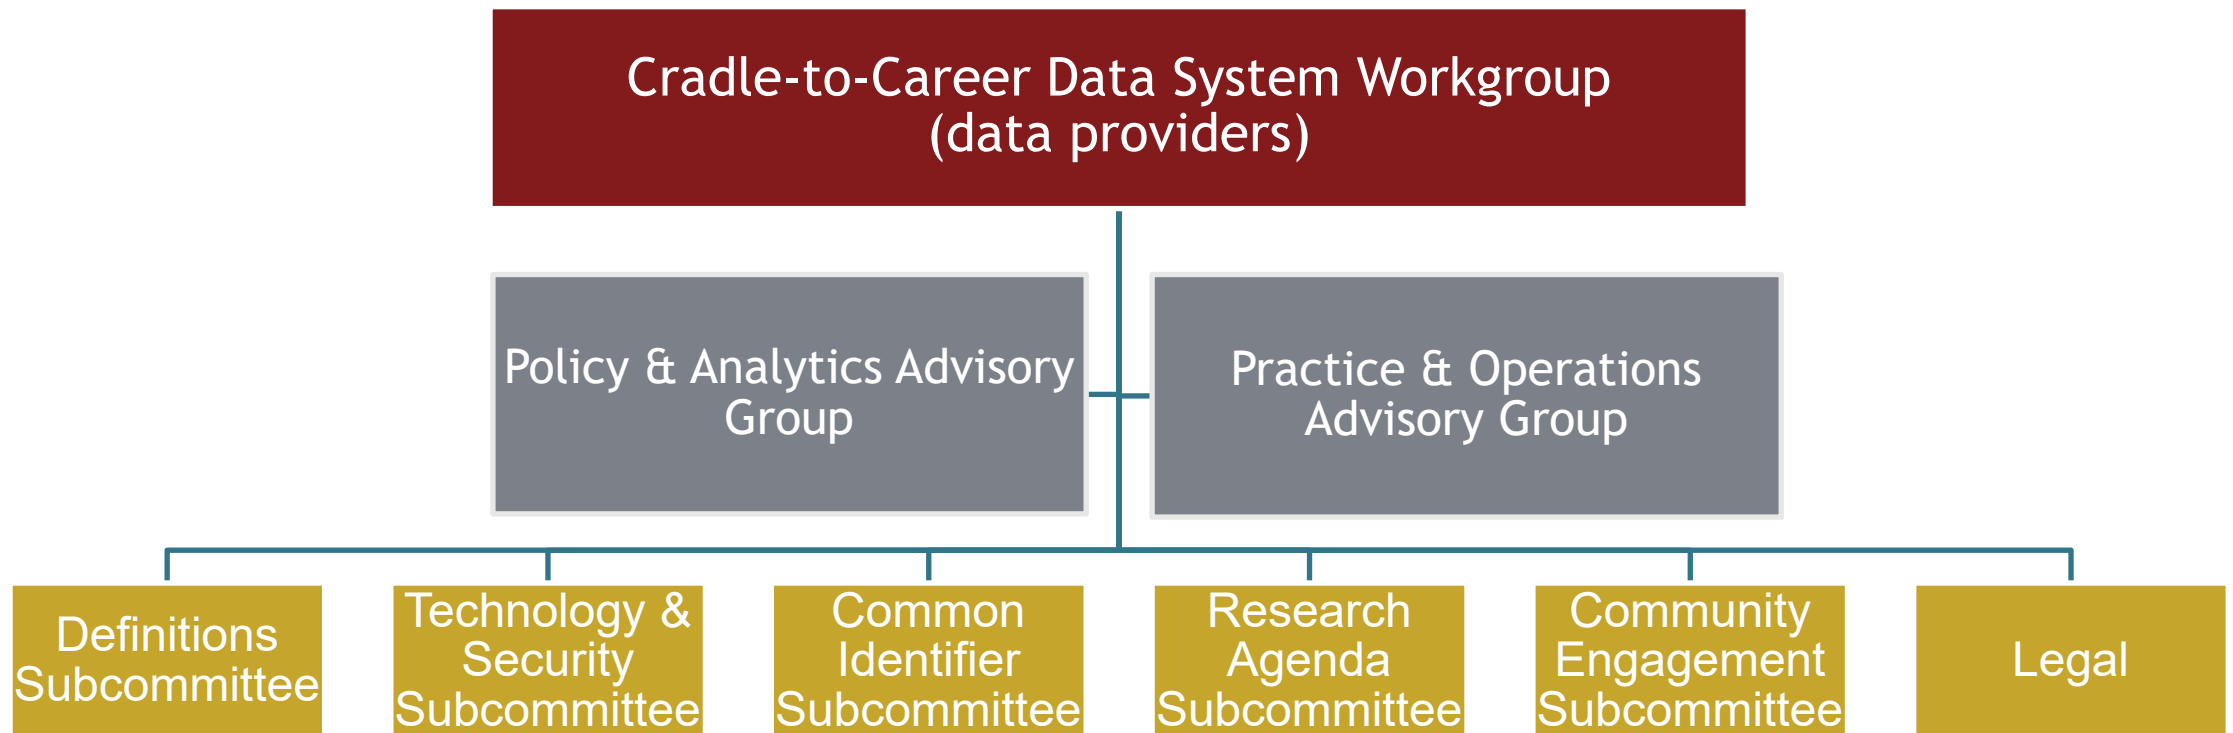 Cradle-to-Career Data System Workgroup
(data providers)
Policy & Analytics Advisory
Group
Practice & Operations
Advisory Group
Definitions
Subcommittee
Technology &
Security
Subcommittee
Common
Identifier
Subcommittee
Research
Agenda
Subcommittee
Community
Engagement
Subcommittee
Legal